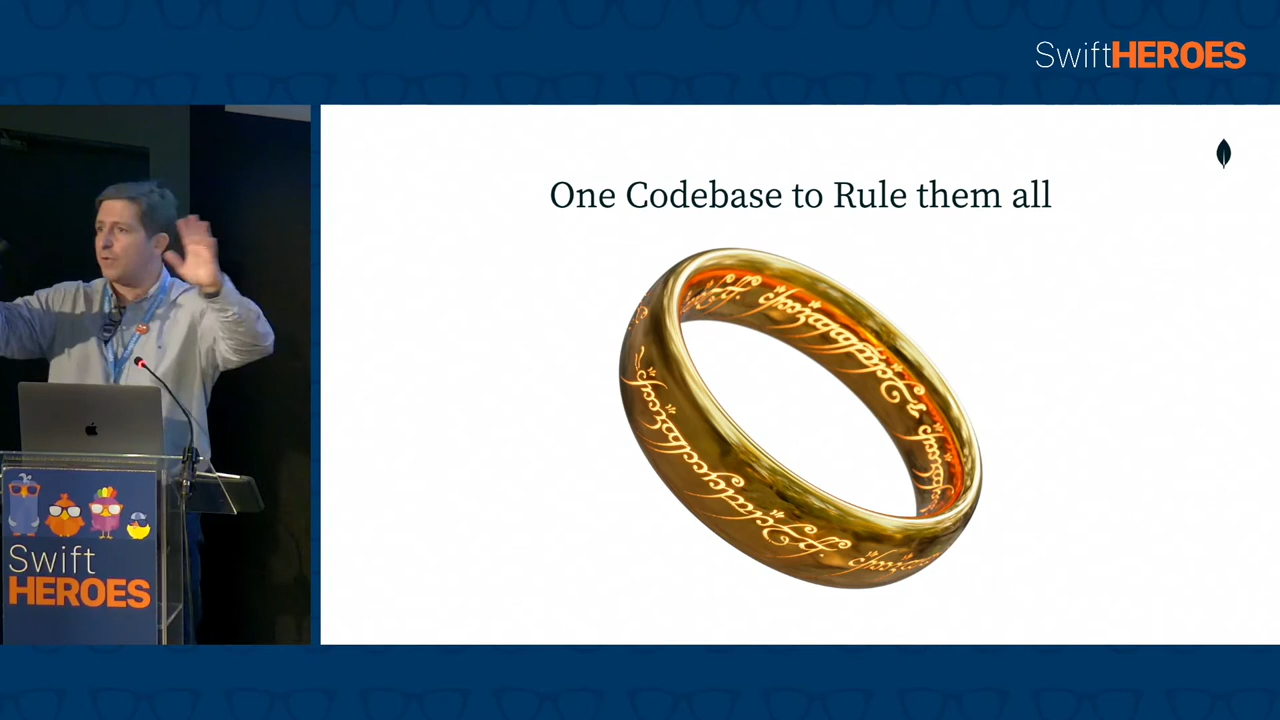 SwiftHEROES
One Codebase to Rule them all
Swift
HEROES